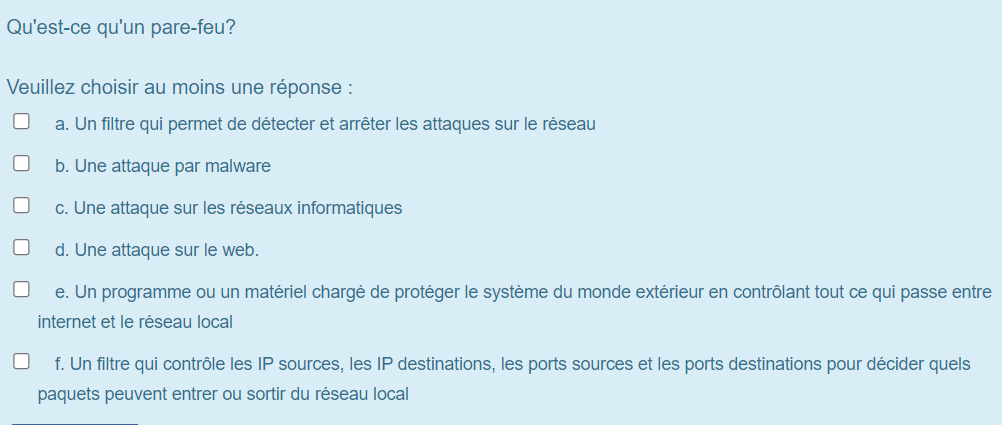 Qu'est-ce qu'un pare-feu?
Veuillez choisir au moins une réponse :
a. Un filtre qui permet de détecter et arrêter les attaques sur le réseau
b. Une attaque par malware
c. Une attaque sur les réseaux informatiques
d. Une attaque sur le web.
e. Un programme ou un matériel chargé de protéger le système du monde extérieur en contrôlant tout ce qui passe entre
internet et le réseau local
f. Un filtre qui contrôle les IP sources, les IP destinations, les ports sources et les ports destinations pour décider quels
paquets peuvent entrer ou sortir du réseau local